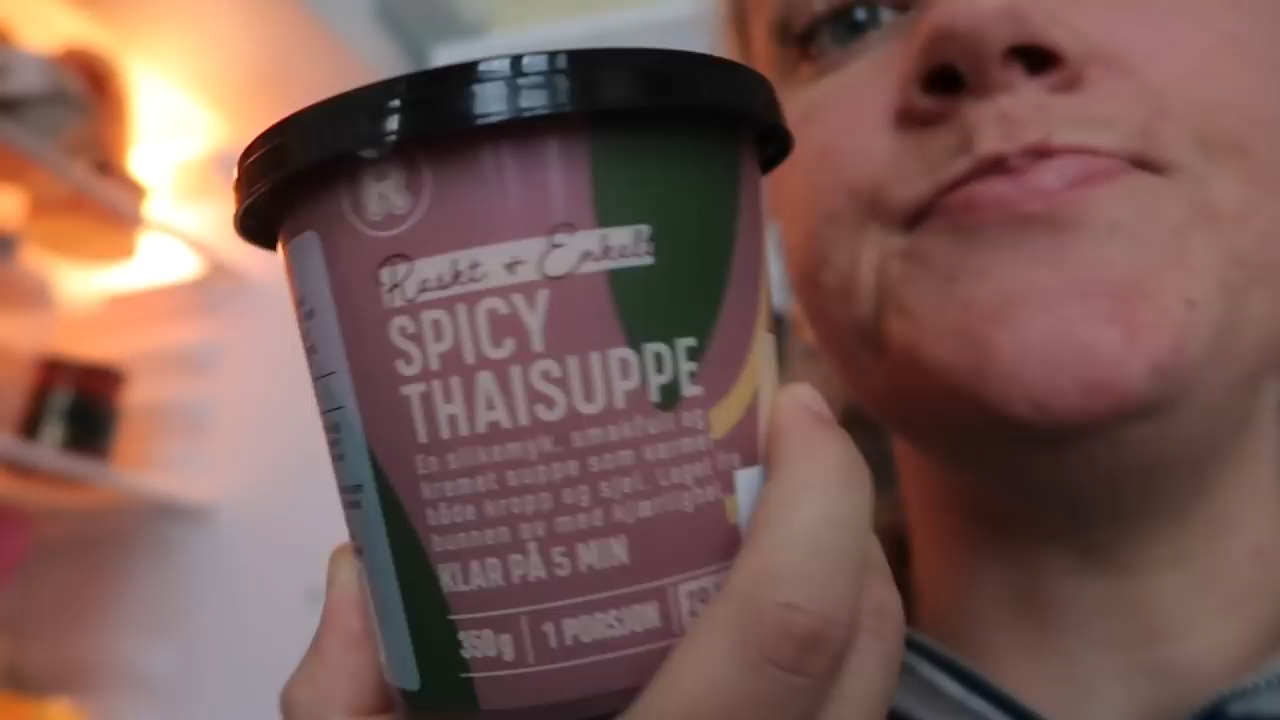 R
Raskt + Enkelt
SPICY
THAISUPPE
En silkemyk, smakfull og
kremet suppe som varmer
både kropp og sjel. Laget fra
bunnen av med kjærlighet
KLAR PÅ 5 MIN
350g | 1 PORSJON